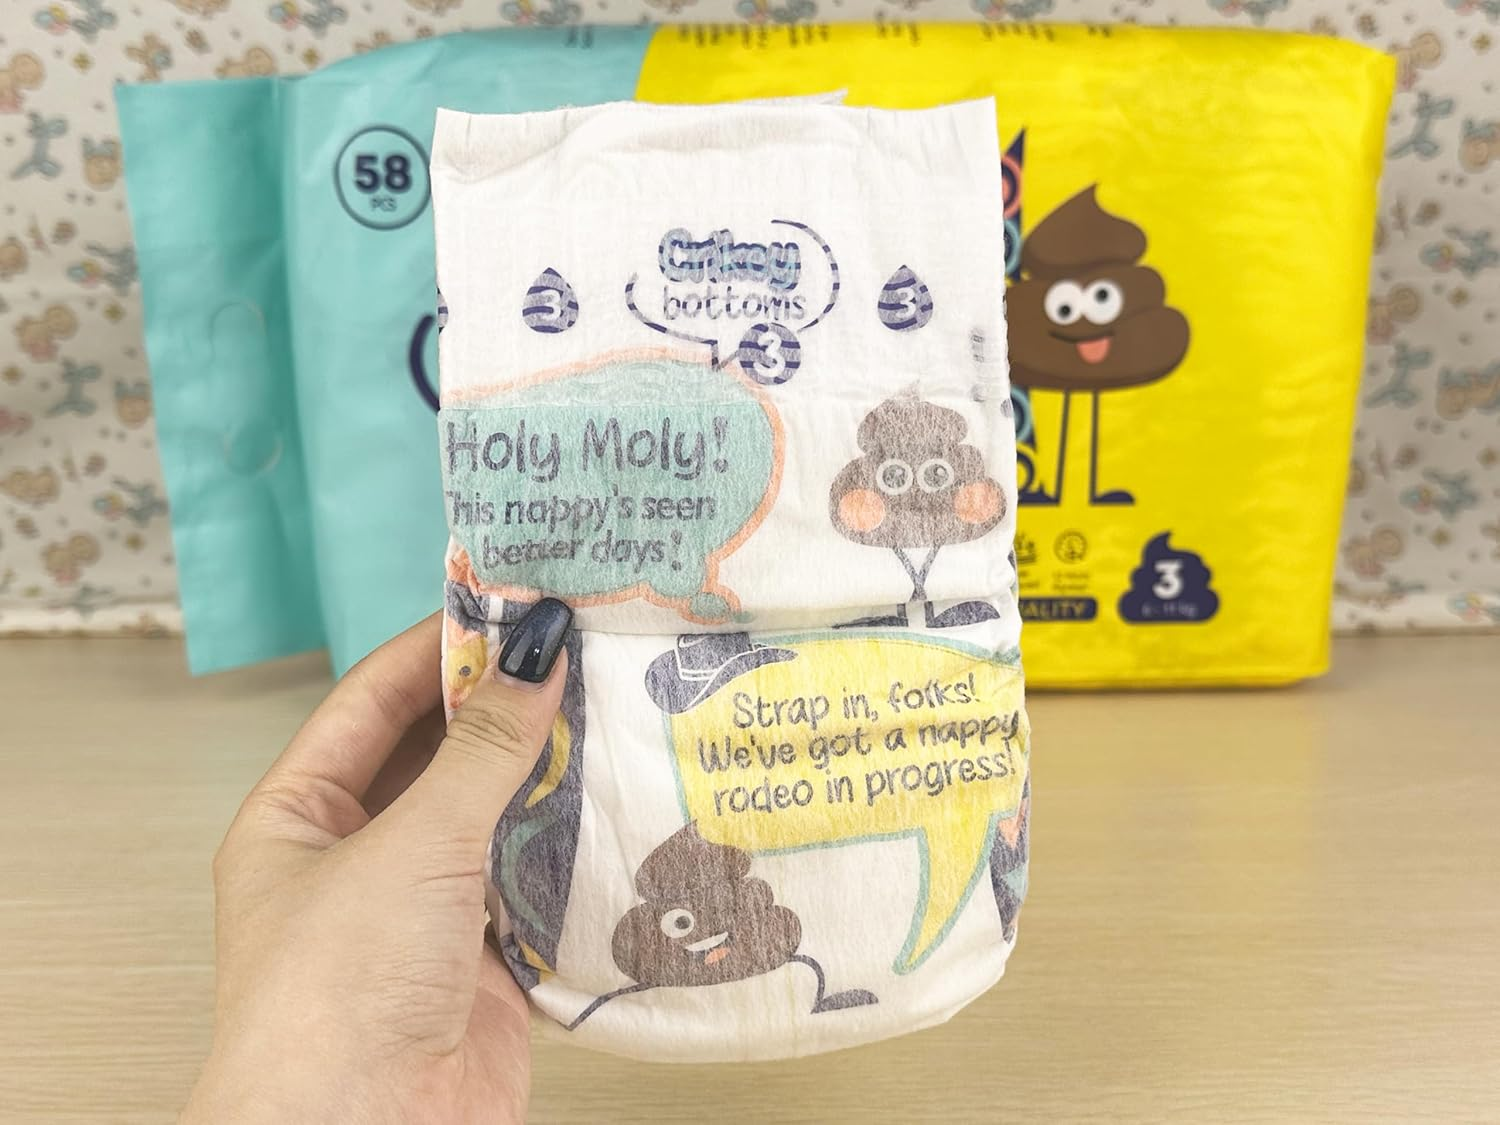 58
PCS
Crikey
bottoms
3
3
3
Holy Moly!
This nappy's seen
better days!
Strap in, folks!
We've got a nappy
rodeo in progress!
3